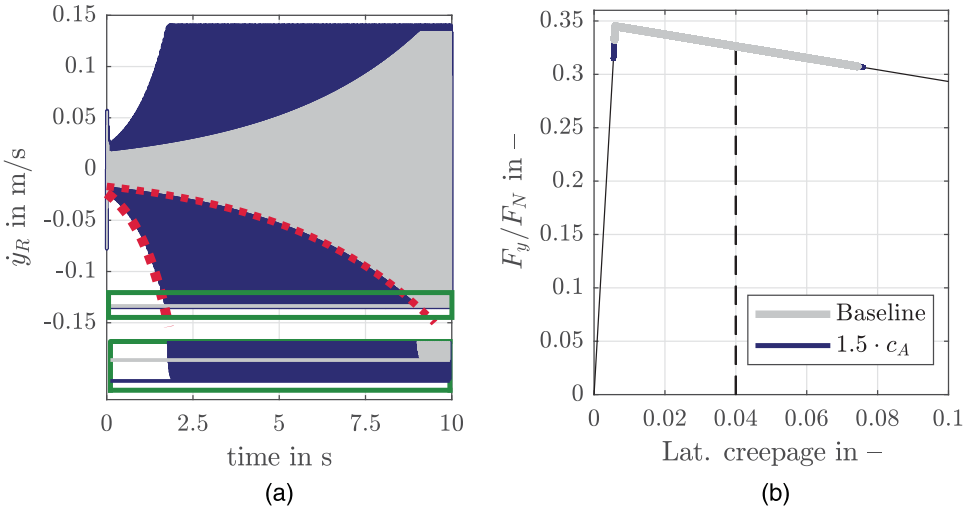 0.15
0.1
0.05
0
-0.05
-0.1
-0.15
ẏ_R in m/s
0 2.5 5 7.5 10
time in s
(a)
0.35
0.3
0.35
0.2
0.15
0.1
0.05
0
F_y/F_N in −
Baseline
1.5 · c_A
0 0.02 0.04 0.06 0.08 0.1
Lat. creepage in −
(b)